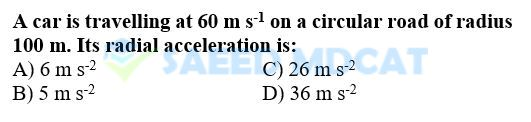 A car is travelling at 60 m s⁻¹ on a circular road of radius
100 m. Its radial acceleration is:
A) 6 m s⁻² C) 26 m s⁻²
B) 5 m s⁻² D) 36 m s⁻²
SAEED MDCAT